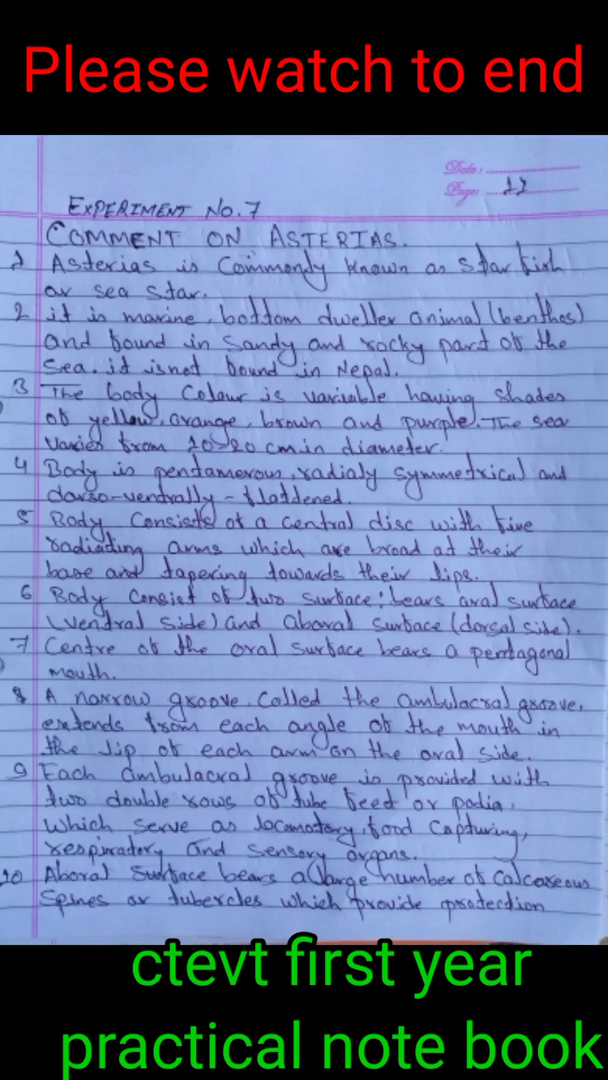 Please watch to end
Date:
Page: 22
EXPERIMENT No.7
COMMENT ON ASTERIAS.
1 Asterias is Commonly known as star fish
or sea star.
2 it is marine, bottom dweller animal (benthos)
and found in Sandy and rocky part of the
Sea. it is not found in Nepal.
3 The body Colour is variable having shades
of yellow, orange, brown and purple. The sea
varies from 10>20 cm in diameter.
4 Body is pentamerous, radialy symmetrical and
dorso-ventrally - flattened.
5 Body Consists of a central disc with five
radiating arms which are broad at their
base and tapering towards their tips.
6 Body Consist of two surface: bears oral surface
(ventral side) and aboral surface (dorsal side).
7 Centre of the oral surface bears a pentagonal
mouth.
8 A narrow groove, Called the ambulacral groove,
extends from each angle of the mouth in
the tip of each arm on the oral side.
9 Each ambulacral groove is provided with
two double rows of tube feet or podia,
Which serve as locomotory, food Capturing,
respiratory and sensory organs.
10 Aboral Surface bears a large number of Calcareous
Spines or tubercles which provide protection
ctevt first year
practical note book